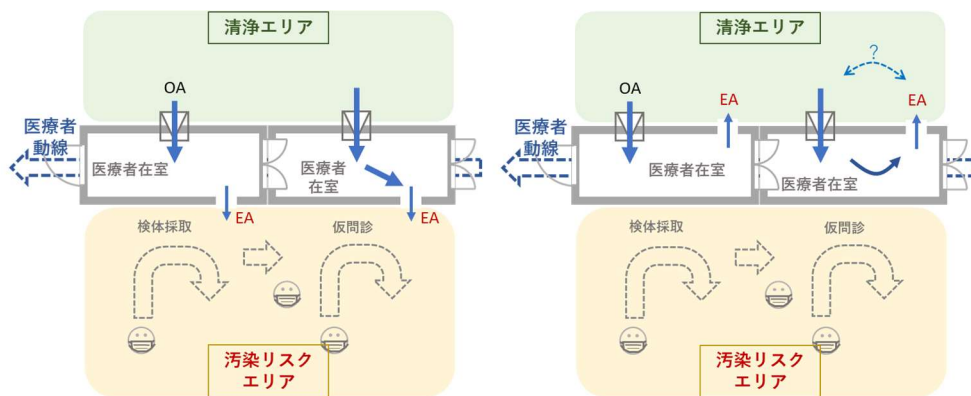 清浄エリア
OA
医療者
動線
医療者在室
医療者
在室
EA
EA
検体採取
仮問診
汚染リスク
エリア
清浄エリア
?
OA
EA
EA
医療者
動線
医療者在室
医療者在室
検体採取
仮問診
汚染リスク
エリア